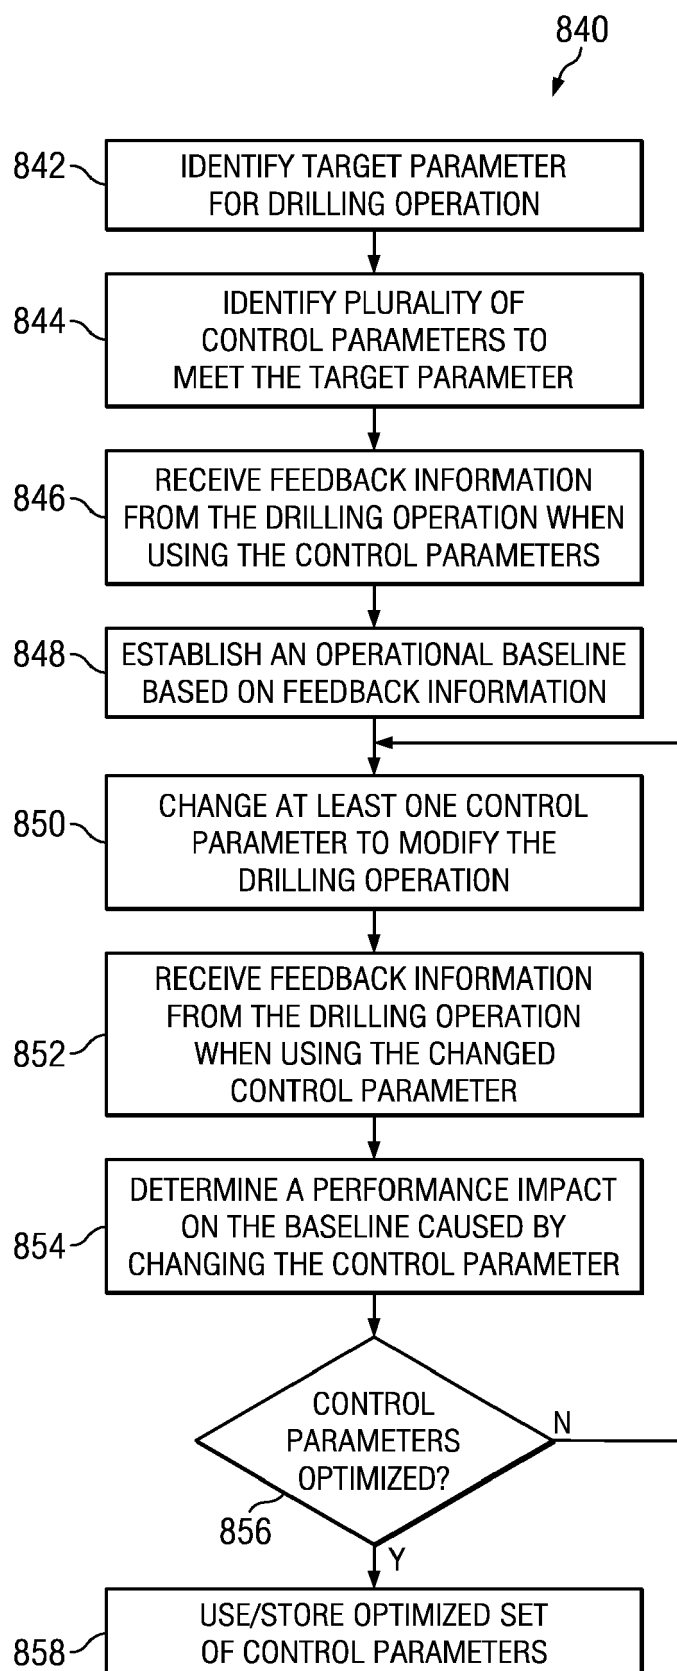 840
842
IDENTIFY TARGET PARAMETER
FOR DRILLING OPERATION
844
IDENTIFY PLURALITY OF
CONTROL PARAMETERS TO
MEET THE TARGET PARAMETER
846
RECEIVE FEEDBACK INFORMATION
FROM THE DRILLING OPERATION WHEN
USING THE CONTROL PARAMETERS
848
ESTABLISH AN OPERATIONAL BASELINE
BASED ON FEEDBACK INFORMATION
850
CHANGE AT LEAST ONE CONTROL
PARAMETER TO MODIFY THE
DRILLING OPERATION
852
RECEIVE FEEDBACK INFORMATION
FROM THE DRILLING OPERATION
WHEN USING THE CHANGED
CONTROL PARAMETER
854
DETERMINE A PERFORMANCE IMPACT
ON THE BASELINE CAUSED BY
CHANGING THE CONTROL PARAMETER
CONTROL
PARAMETERS
OPTIMIZED?
N
856
Y
858
USE/STORE OPTIMIZED SET
OF CONTROL PARAMETERS